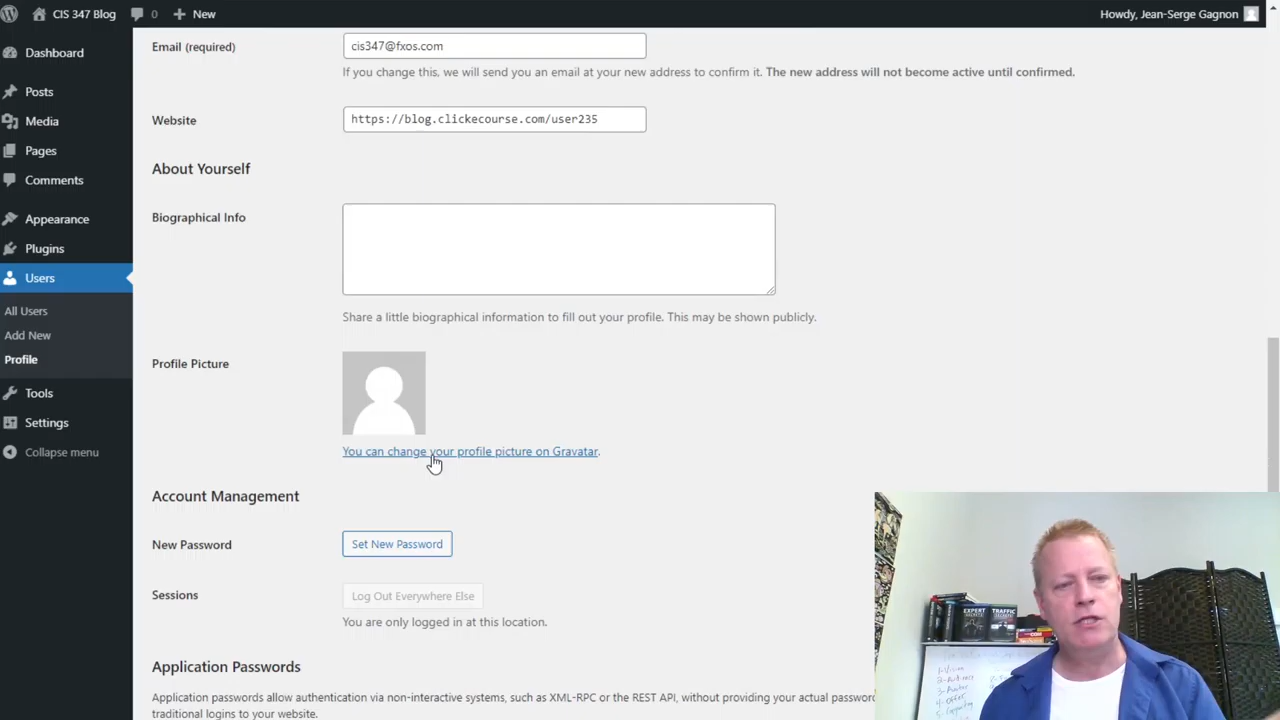 CIS 347 Blog
0
New
Howdy, Jean-Serge Gagnon
Dashboard
Posts
Media
Pages
Comments
Appearance
Plugins
Users
All Users
Add New
Profile
Tools
Settings
Collapse menu
Email (required)
cis347@fxos.com
If you change this, we will send you an email at your new address to confirm it. The new address will not become active until confirmed.
Website
https://blog.clickecourse.com/user235
About Yourself
Biographical Info
Share a little biographical information to fill out your profile. This may be shown publicly.
Profile Picture
You can change your profile picture on Gravatar.
Account Management
New Password
Set New Password
Sessions
Log Out Everywhere Else
You are only logged in at this location.
Application Passwords
Application passwords allow authentication via non-interactive systems, such as XML-RPC or the REST API, without providing your actual password
traditional logins to your website.
EXPERT
SECRETS
TRAFFIC
SECRETS